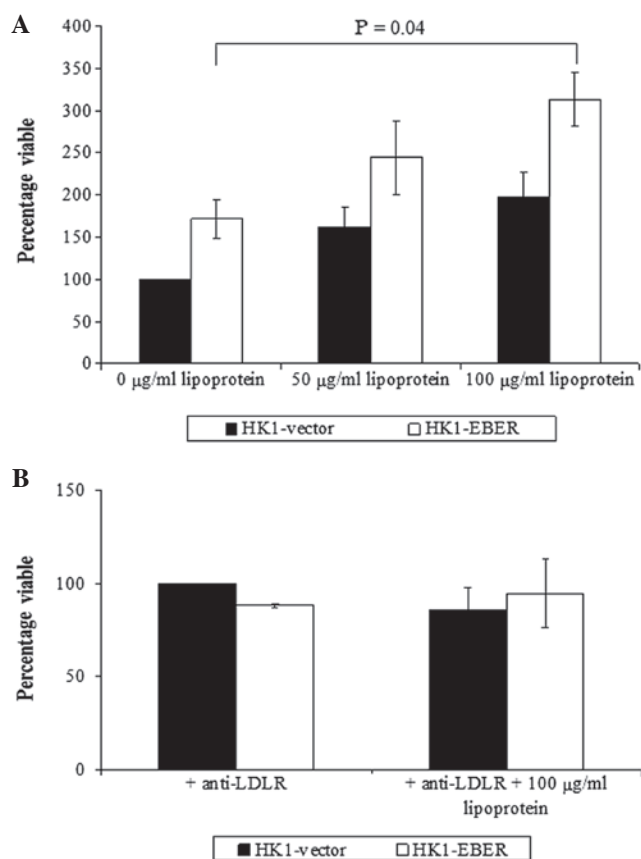 A
P = 0.04
400
350
300
250
200
150
100
50
0
Percentage viable
0 μg/ml lipoprotein 50 μg/ml lipoprotein 100 μg/ml lipoprotein
HK1-vector HK1-EBER
B
150
100
50
0
Percentage viable
+ anti-LDLR + anti-LDLR + 100 μg/ml
lipoprotein
HK1-vector HK1-EBER